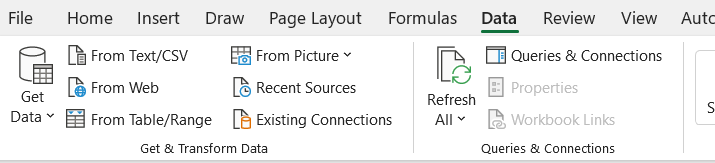 File Home Insert Draw Page Layout Formulas Data Review View Auto
Get Data
From Text/CSV
From Web
From Table/Range
From Picture
Recent Sources
Existing Connections
Get & Transform Data
Refresh All
Queries & Connections
Properties
Workbook Links
Queries & Connections
S